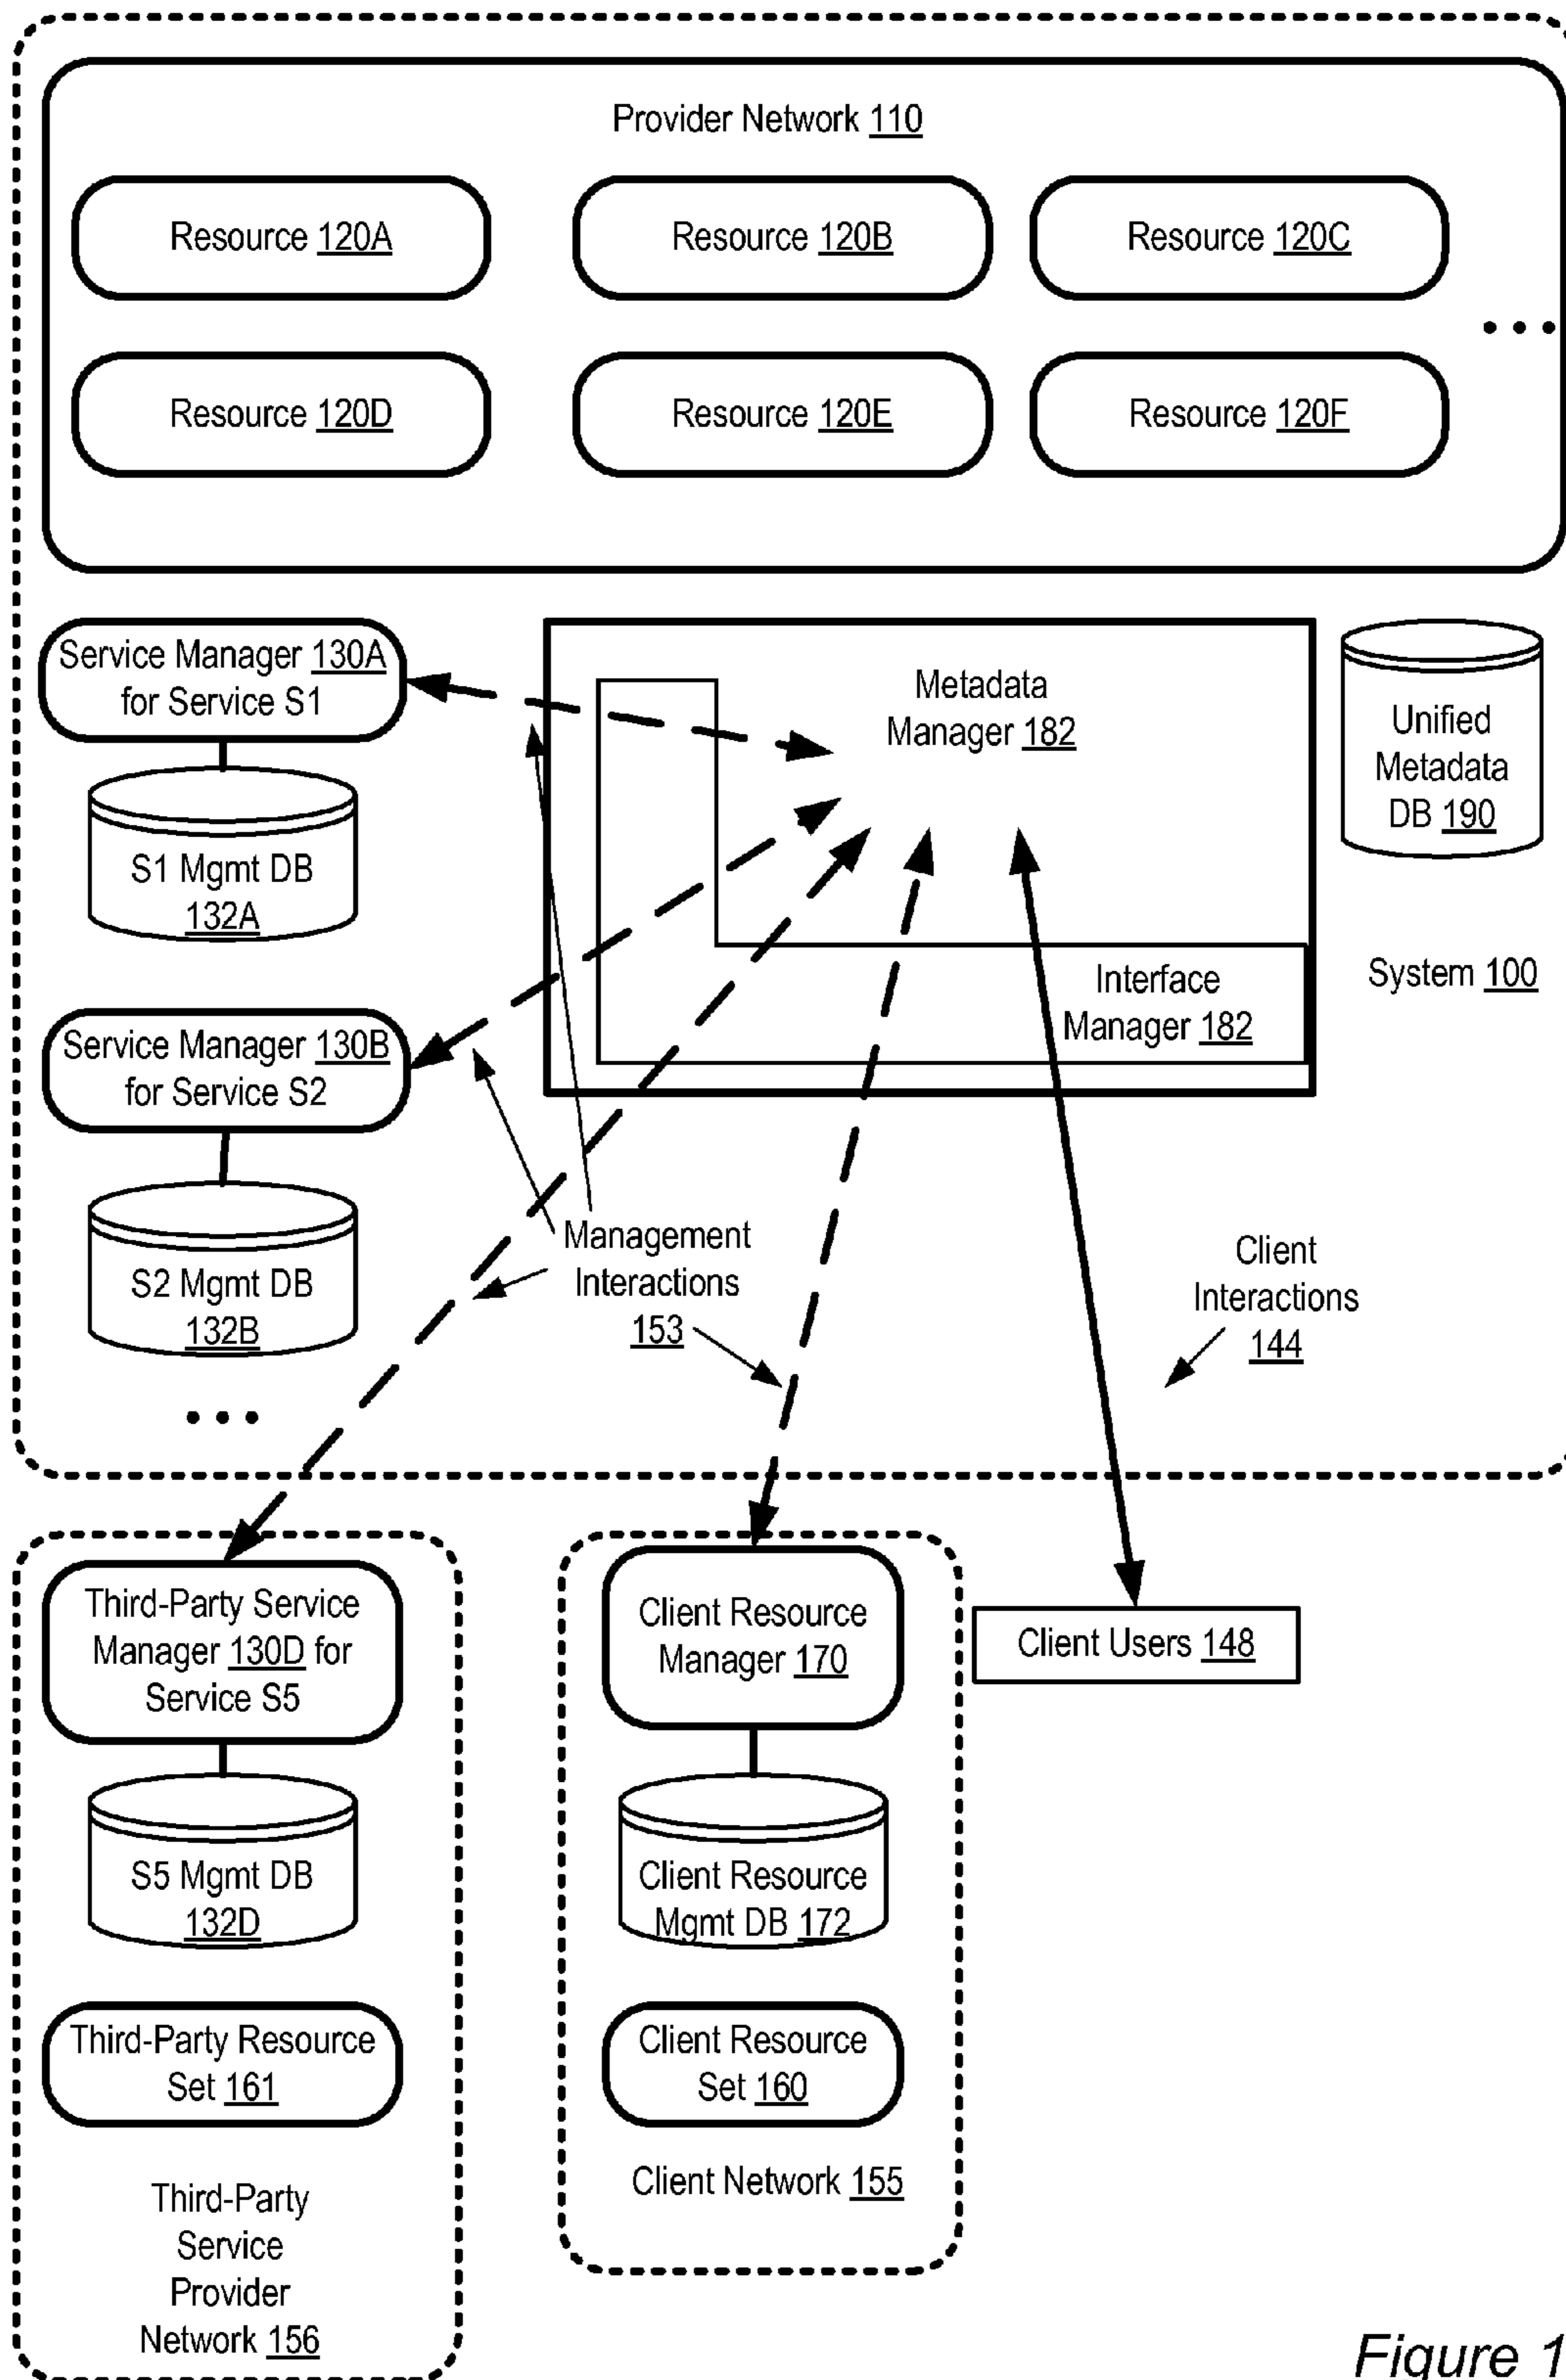 Provider Network 110
Resource 120A
Resource 120B
Resource 120C
Resource 120D
Resource 120E
Resource 120F
Service Manager 130A
for Service S1
S1 Mgmt DB
132A
Metadata
Manager 182
Unified
Metadata
DB 190
Interface
Manager 182
System 100
Service Manager 130B
for Service S2
S2 Mgmt DB
132B
Management
Interactions
153
Client
Interactions
144
Third-Party Service
Manager 130D for
Service S5
S5 Mgmt DB
132D
Third-Party Resource
Set 161
Third-Party
Service
Provider
Network 156
Client Resource
Manager 170
Client Resource
Mgmt DB 172
Client Resource
Set 160
Client Network 155
Client Users 148
Figure 1